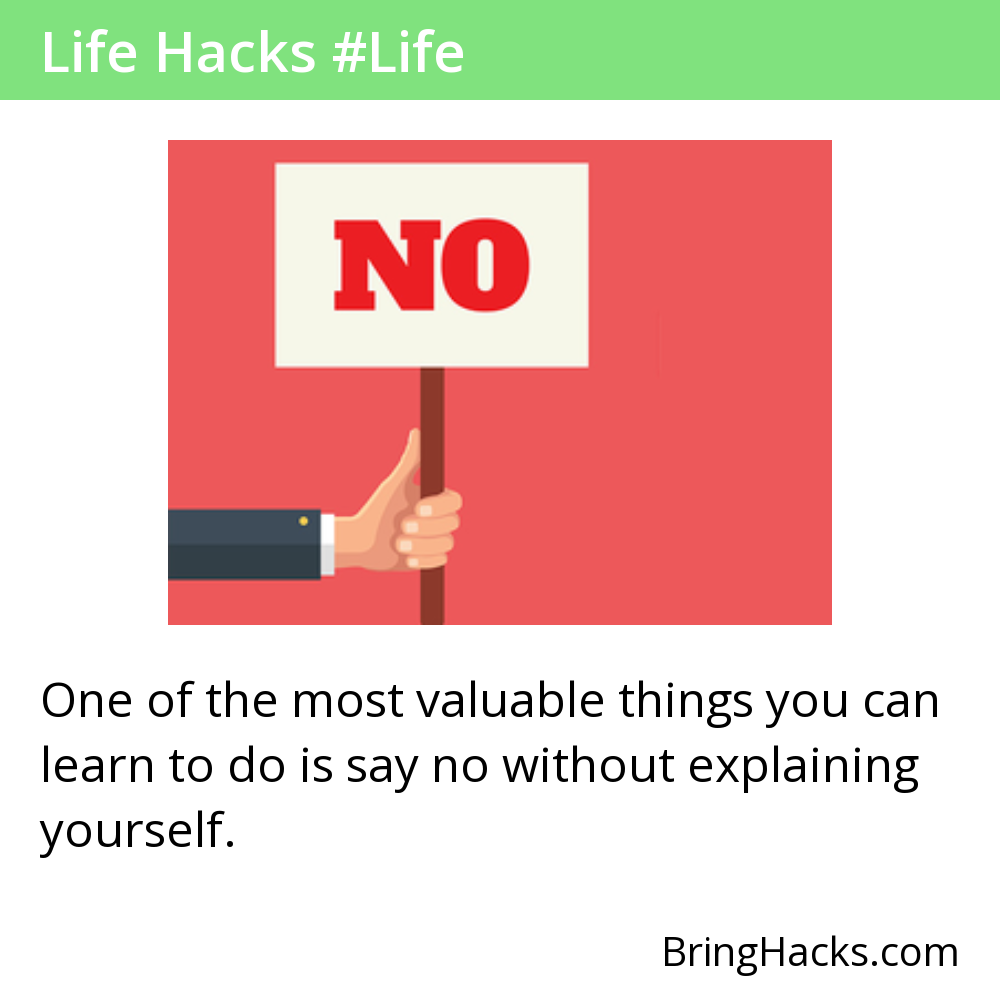 Life Hacks #Life
NO
One of the most valuable things you can
learn to do is say no without explaining
yourself.
BringHacks.com